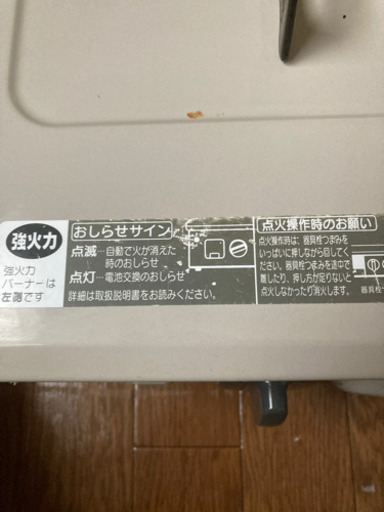 強火力
強火力
バーナーは
左側です
おしらせサイン
点滅…自動で火が消えた
時のおしらせ
点灯…電池交換のおしらせ
詳細は取扱説明書をお読みください。
点火操作時のお願い
点火操作時は、器具栓つまみを
いっぱいに押しながら回してく
ださい。器具栓つまみを途中で
離したり、押し方が足りないと
点火しなかったり消火します。
器具栓つ